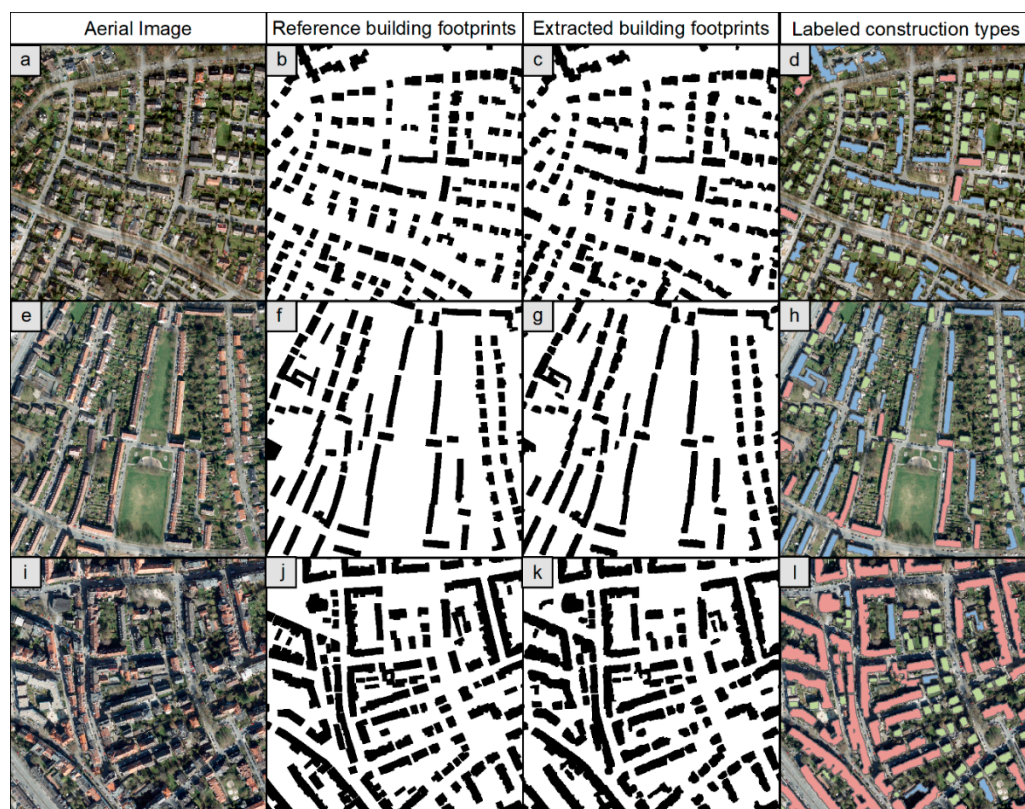 Aerial Image
Reference building footprints
Extracted building footprints
Labeled construction types
a
b
c
d
e
f
g
h
i
j
k
l